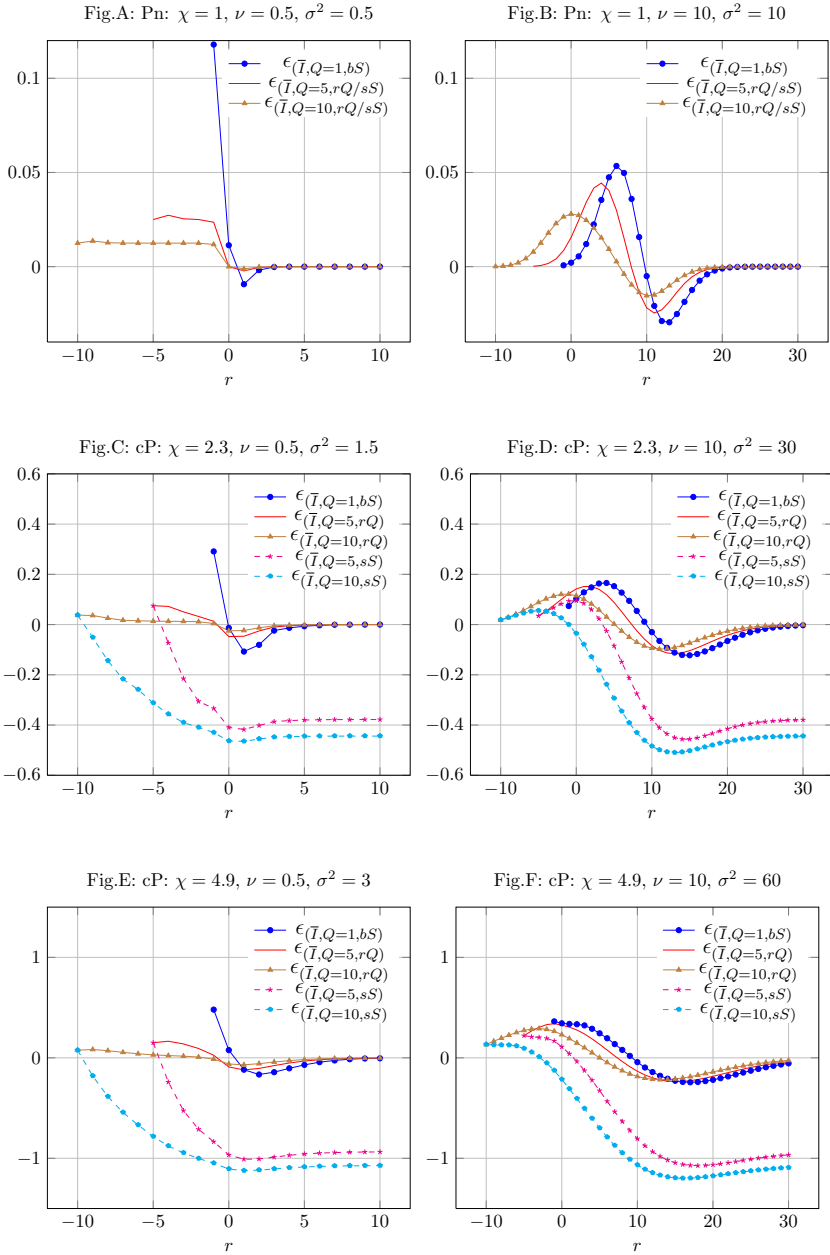 Fig.A: Pn: χ = 1, ν = 0.5, σ² = 0.5
0.1
0.05
0
−10 −5 0 5 10
r
ϵ(I̅,Q=1,bS)
ϵ(I̅,Q=5,rQ/sS)
ϵ(I̅,Q=10,rQ/sS)
Fig.B: Pn: χ = 1, ν = 10, σ² = 10
0.1
0.05
0
−10 0 10 20 30
r
ϵ(I̅,Q=1,bS)
ϵ(I̅,Q=5,rQ/sS)
ϵ(I̅,Q=10,rQ/sS)
Fig.C: cP: χ = 2.3, ν = 0.5, σ² = 1.5
0.6
0.4
0.2
0
−0.2
−0.4
−0.6
−10 −5 0 5 10
r
ϵ(I̅,Q=1,bS)
ϵ(I̅,Q=5,rQ)
ϵ(I̅,Q=10,rQ)
ϵ(I̅,Q=5,sS)
ϵ(I̅,Q=10,sS)
Fig.D: cP: χ = 2.3, ν = 10, σ² = 30
0.6
0.4
0.2
0
−0.2
−0.4
−0.6
−10 0 10 20 30
r
ϵ(I̅,Q=1,bS)
ϵ(I̅,Q=5,rQ)
ϵ(I̅,Q=10,rQ)
ϵ(I̅,Q=5,sS)
ϵ(I̅,Q=10,sS)
Fig.E: cP: χ = 4.9, ν = 0.5, σ² = 3
1
0
−1
−10 −5 0 5 10
r
ϵ(I̅,Q=1,bS)
ϵ(I̅,Q=5,rQ)
ϵ(I̅,Q=10,rQ)
ϵ(I̅,Q=5,sS)
ϵ(I̅,Q=10,sS)
Fig.F: cP: χ = 4.9, ν = 10, σ² = 60
1
0
−1
−10 0 10 20 30
r
ϵ(I̅,Q=1,bS)
ϵ(I̅,Q=5,rQ)
ϵ(I̅,Q=10,rQ)
ϵ(I̅,Q=5,sS)
ϵ(I̅,Q=10,sS)